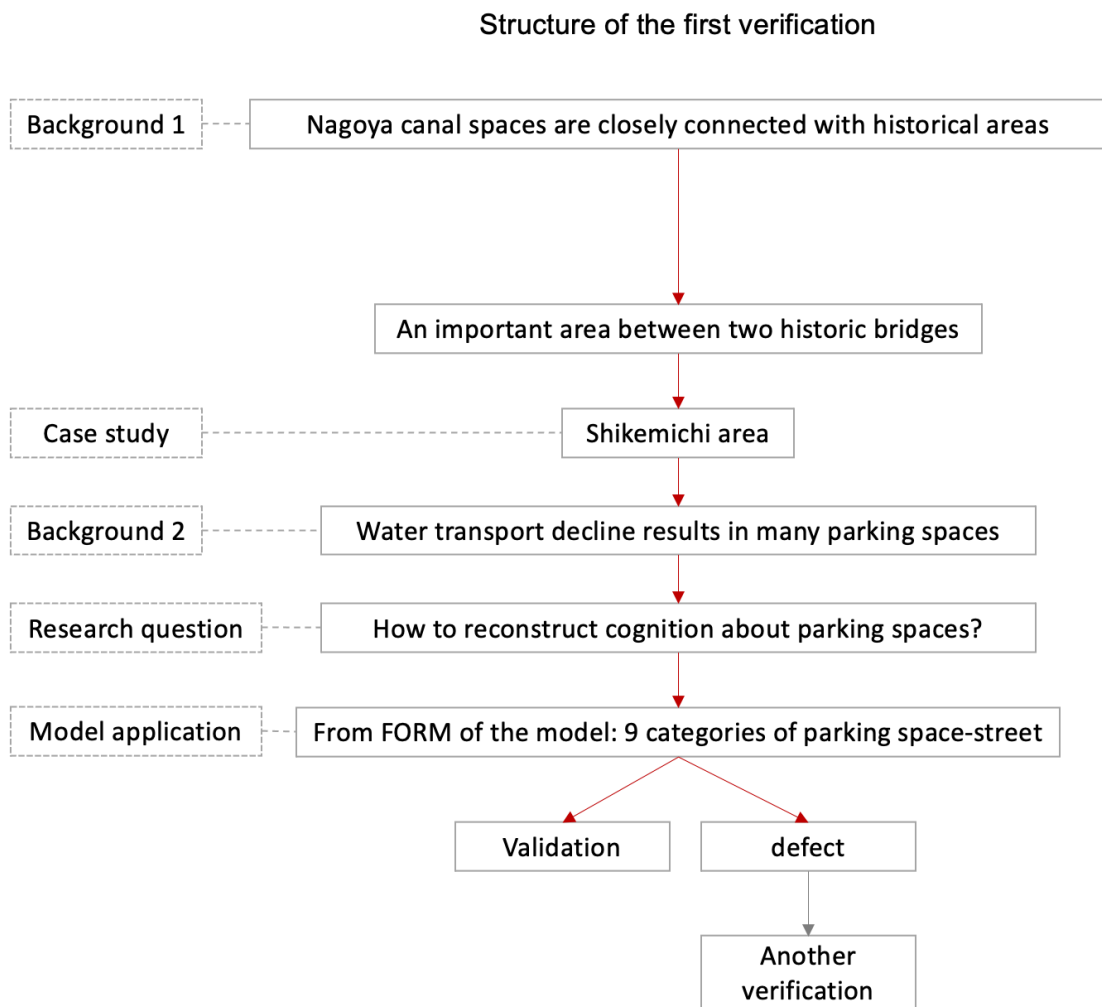 Structure of the first verification
Background 1
Nagoya canal spaces are closely connected with historical areas
An important area between two historic bridges
Case study
Shikemichi area
Background 2
Water transport decline results in many parking spaces
Research question
How to reconstruct cognition about parking spaces?
Model application
From FORM of the model: 9 categories of parking space-street
Validation
defect
Another
verification